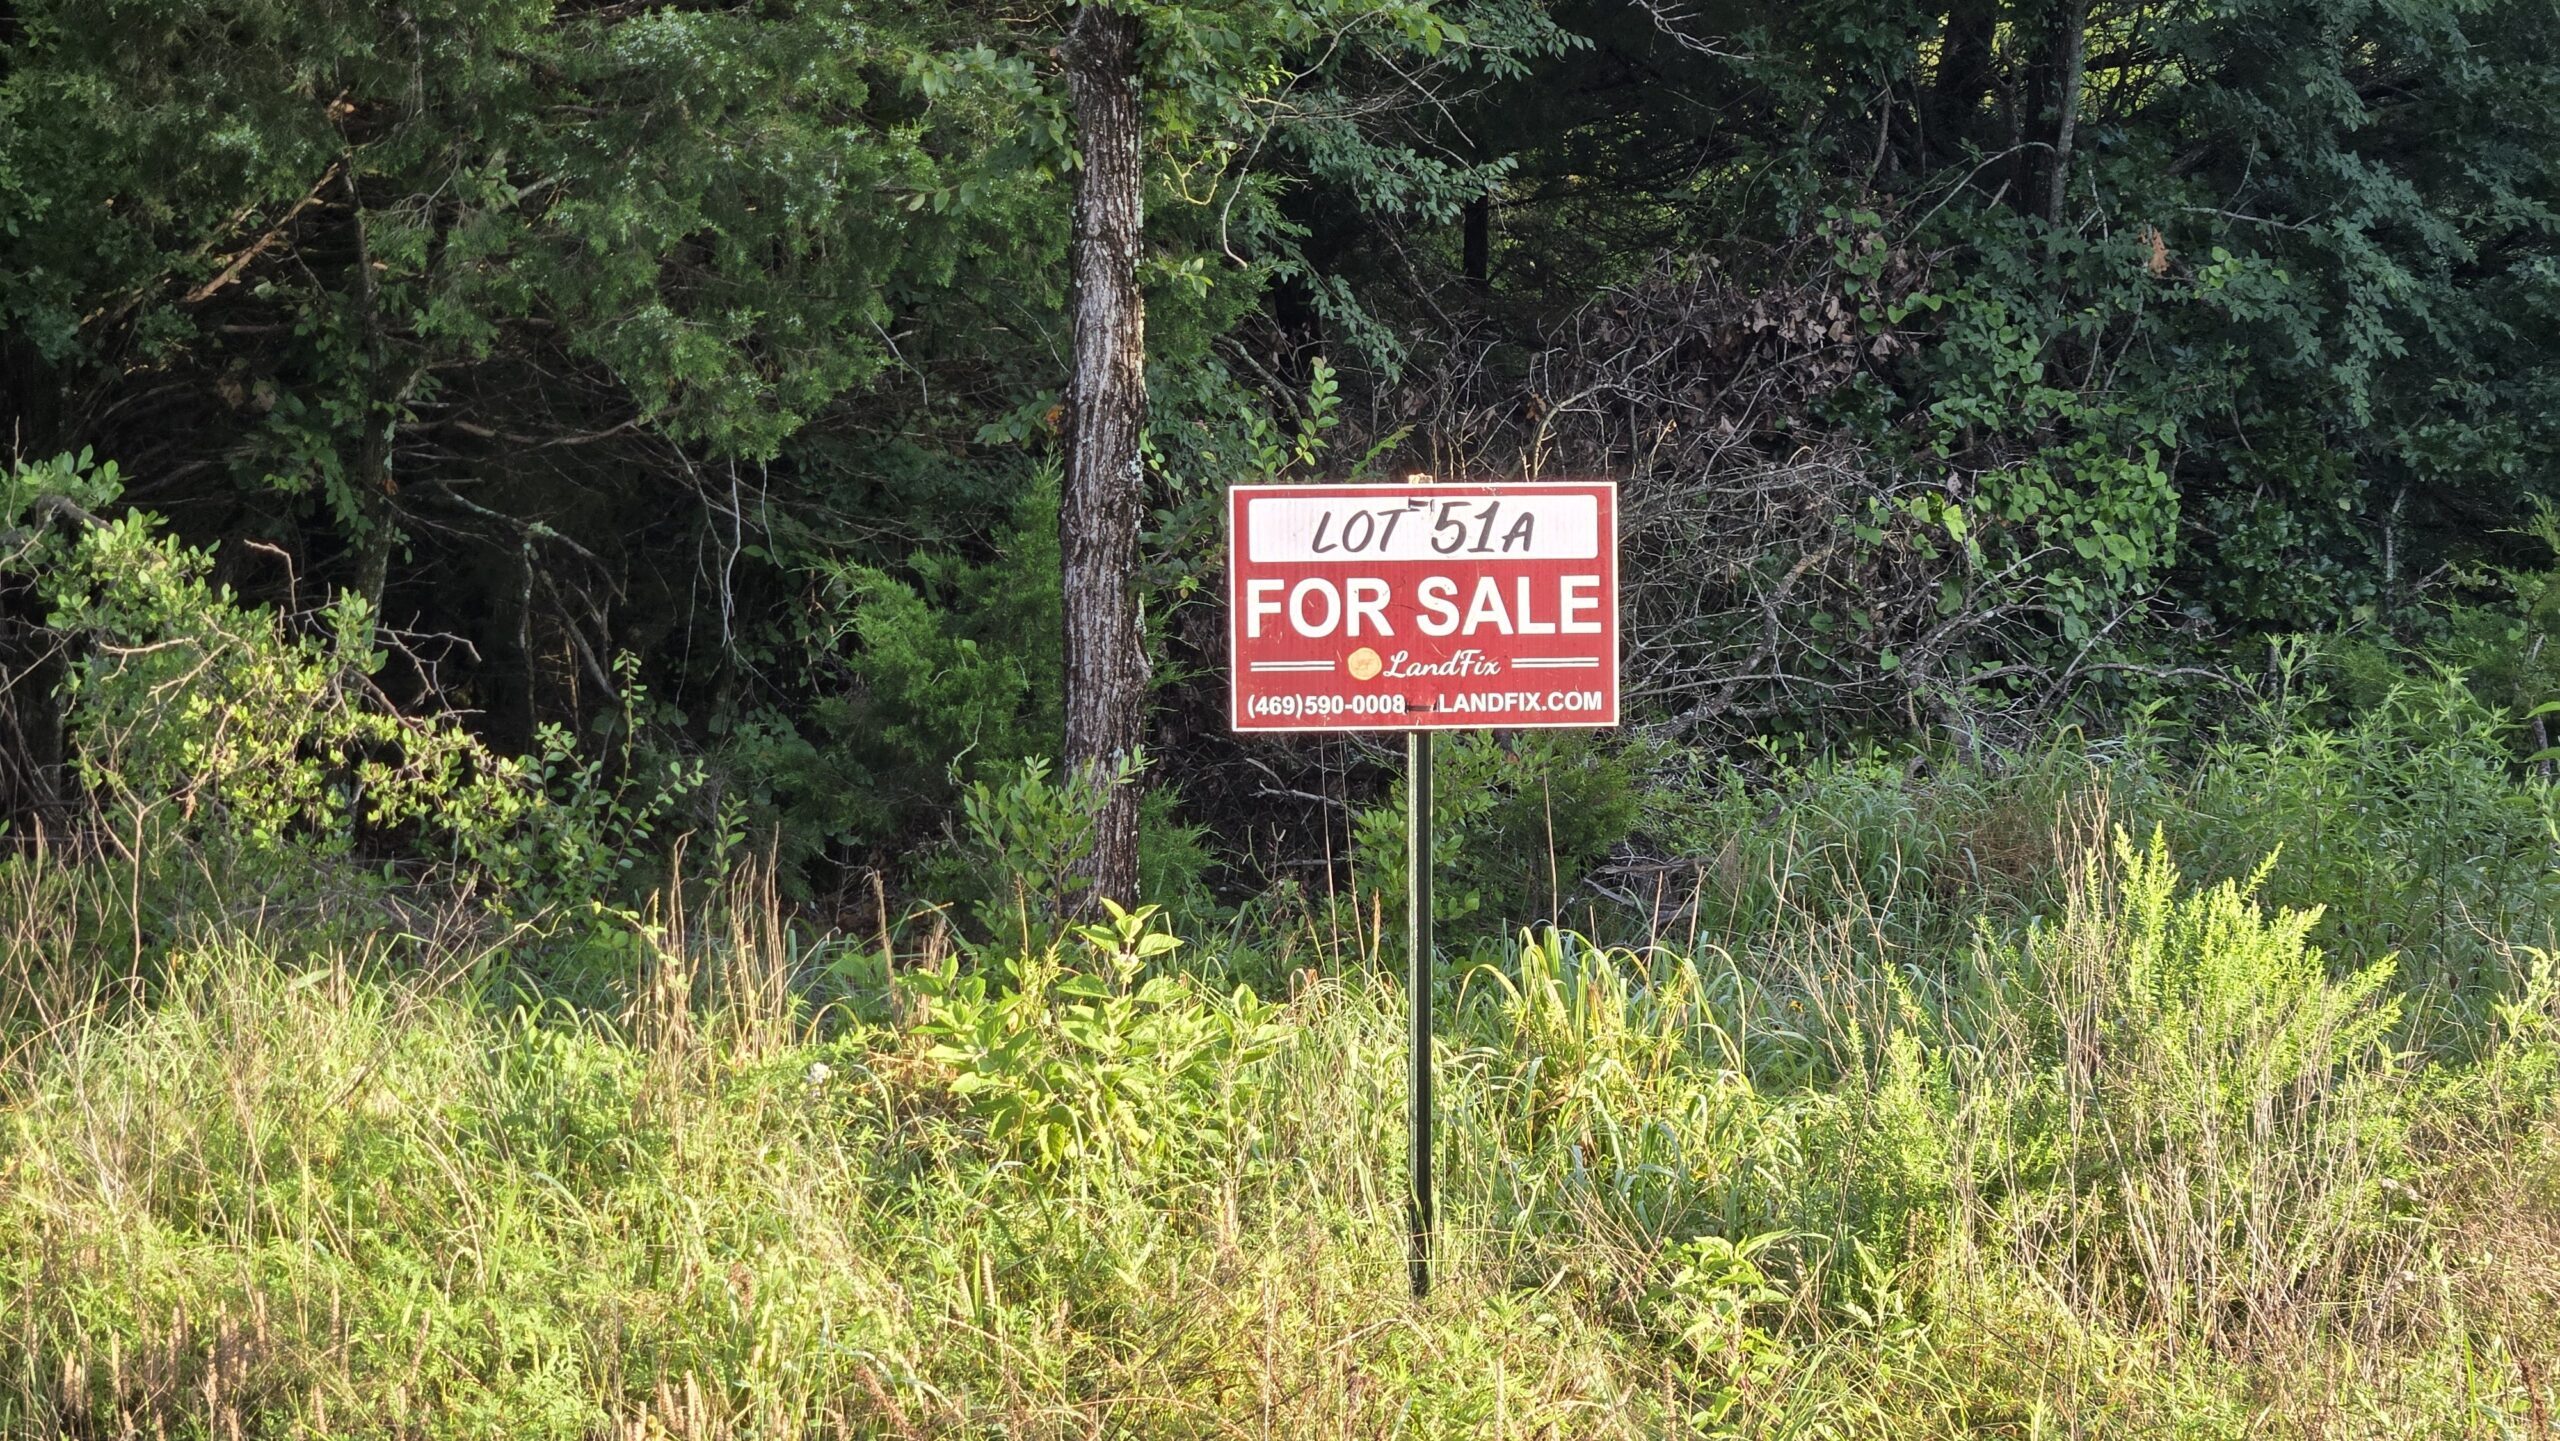 LOT 51A
FOR SALE
LandFix
(469)590-0008 LANDFIX.COM